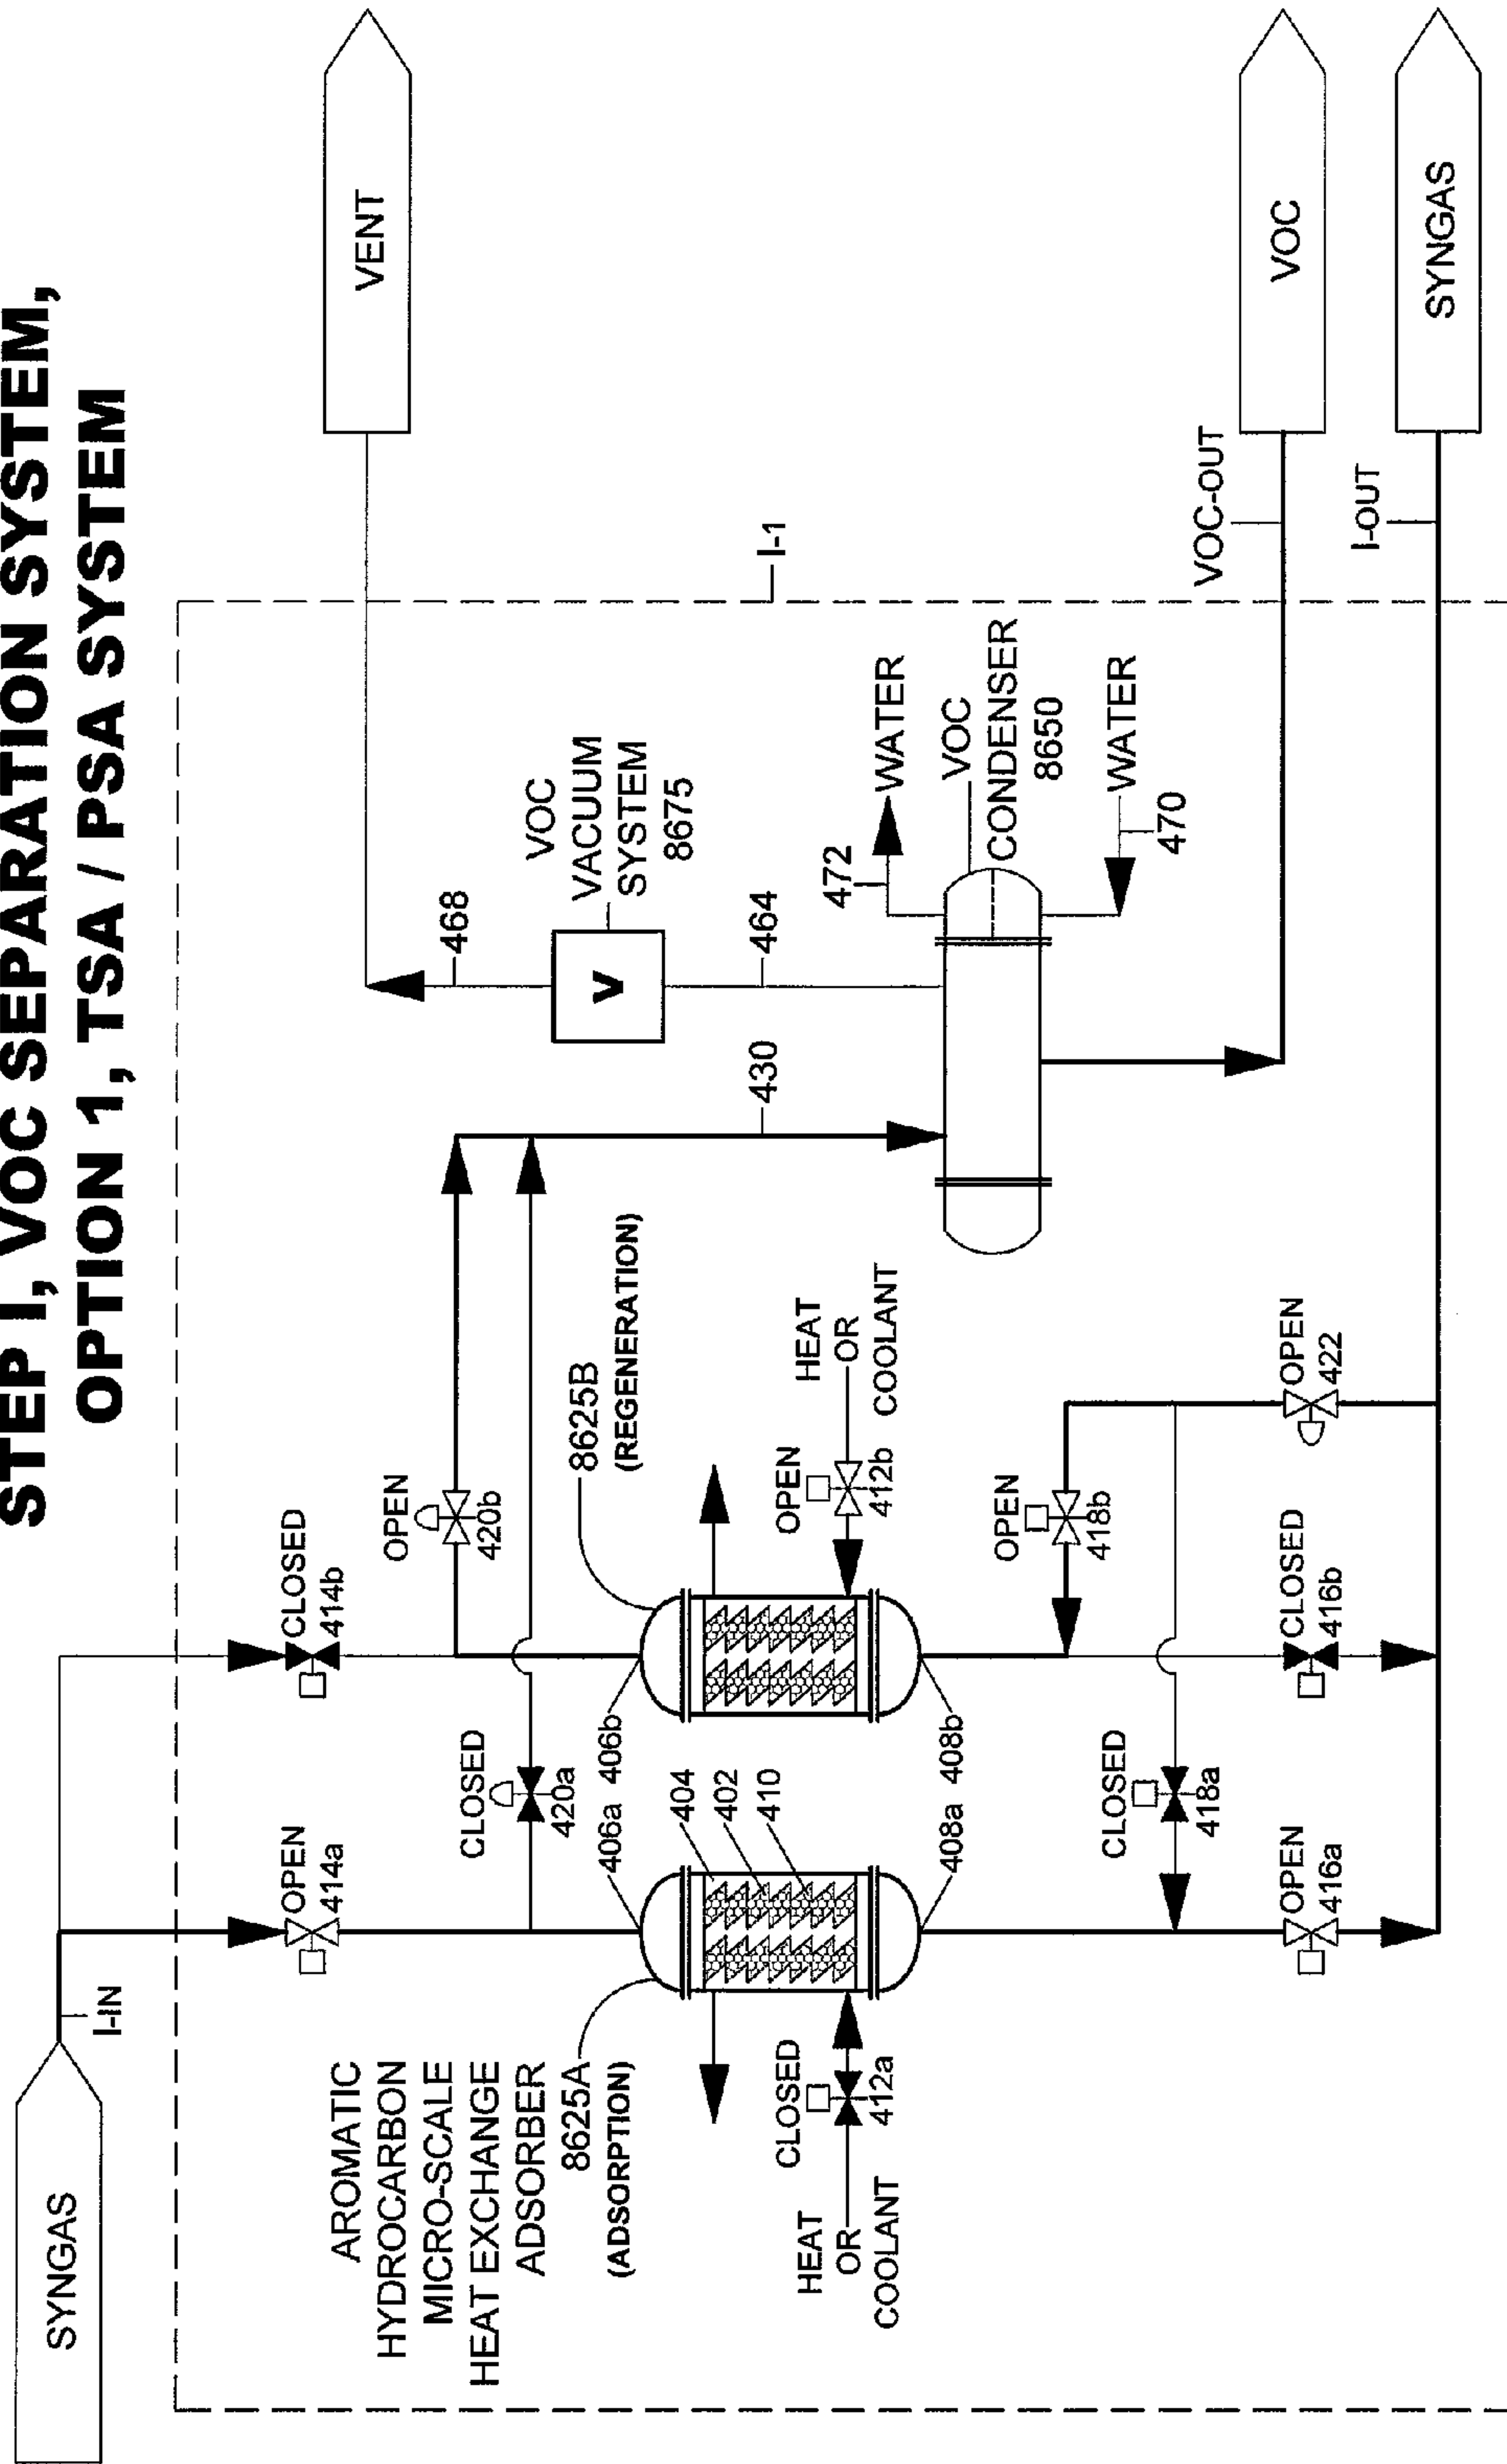 STEP I, VOC SEPARATION SYSTEM,
OPTION 1, TSA / PSA SYSTEM
SYNGAS
I-IN
VENT
I-1
OPEN
414a
CLOSED
414b
CLOSED
420a
OPEN
420b
468
VOC
VACUUM
SYSTEM
8675
V
464
430
AROMATIC
HYDROCARBON
MICRO-SCALE
HEAT EXCHANGE
ADSORBER
8625A
(ADSORPTION)
8625B
(REGENERATION)
406a
406b
404
402
410
408a
408b
CLOSED
412a
HEAT
OR
COOLANT
OPEN
412b
HEAT
OR
COOLANT
472
WATER
VOC
CONDENSER
8650
WATER
470
CLOSED
418a
OPEN
418b
OPEN
416a
CLOSED
416b
OPEN
422
VOC-OUT
VOC
I-OUT
SYNGAS